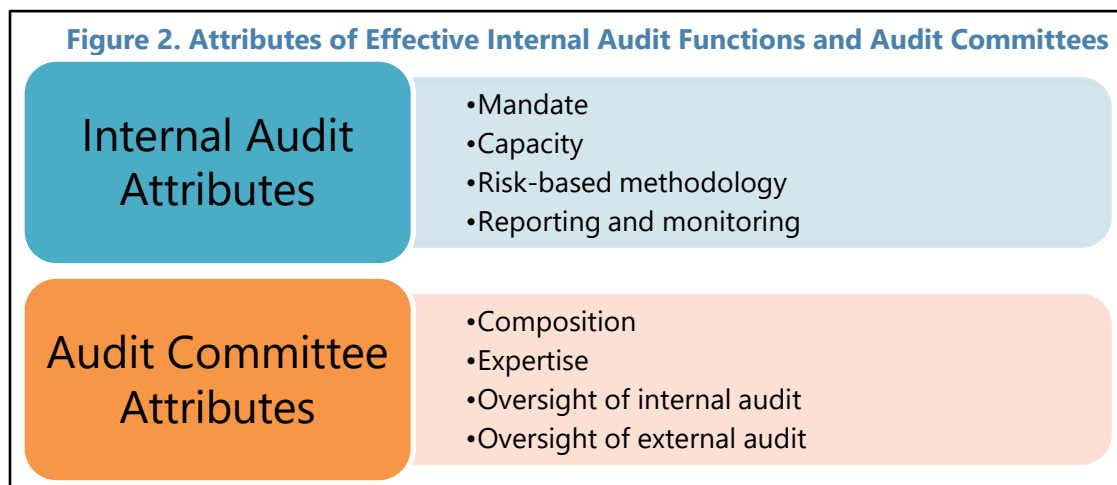 Figure 2. Attributes of Effective Internal Audit Functions and Audit Committees
Internal Audit
Attributes
•Mandate
•Capacity
•Risk-based methodology
•Reporting and monitoring
Audit Committee
Attributes
•Composition
•Expertise
•Oversight of internal audit
•Oversight of external audit